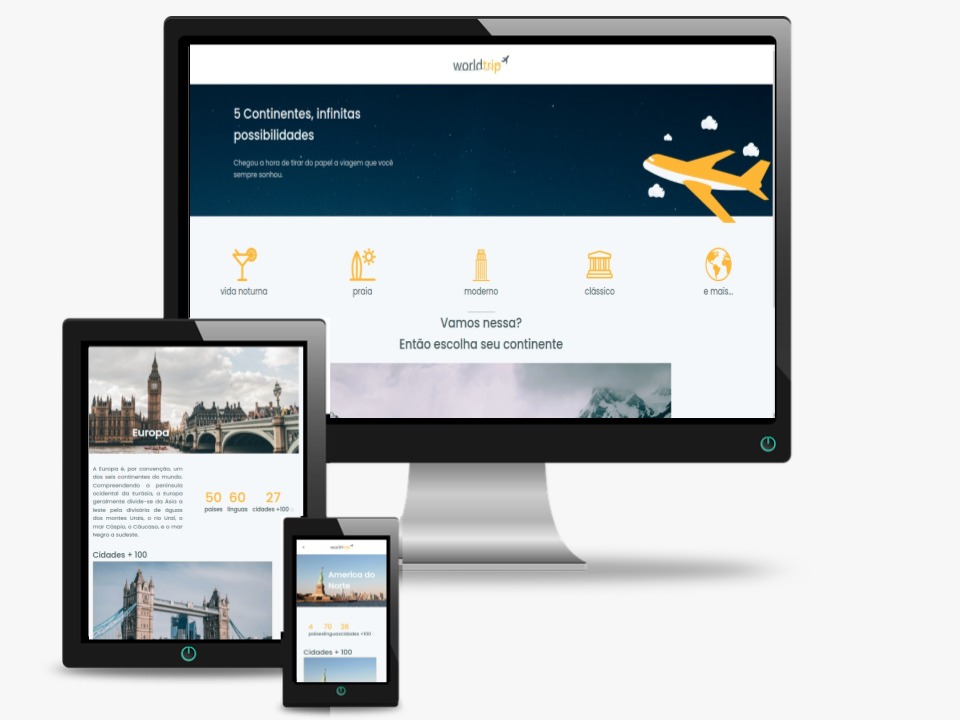 worldtrip
5 Continentes, infinitas
possibilidades
Chegou a hora de tirar do papel a viagem que você
sempre sonhou.
vida noturna
praia
moderno
clássico
e mais...
Vamos nessa?
Então escolha seu continente
Europa
A Europa é, por convenção, um
dos seis continentes do mundo.
Compreendendo a península
ocidental da Eurásia, a Europa
geralmente divide-se da Ásia a
leste pela divisória de águas
dos montes Urais, o rio Ural, o
mar Cáspio, o Cáucaso, e o mar
Negro a sudeste.
50 60 27
países línguas cidades +100
Cidades + 100
worldtrip
America do
Norte
4 70 28
paíseslínguascidades +100
Cidades + 100